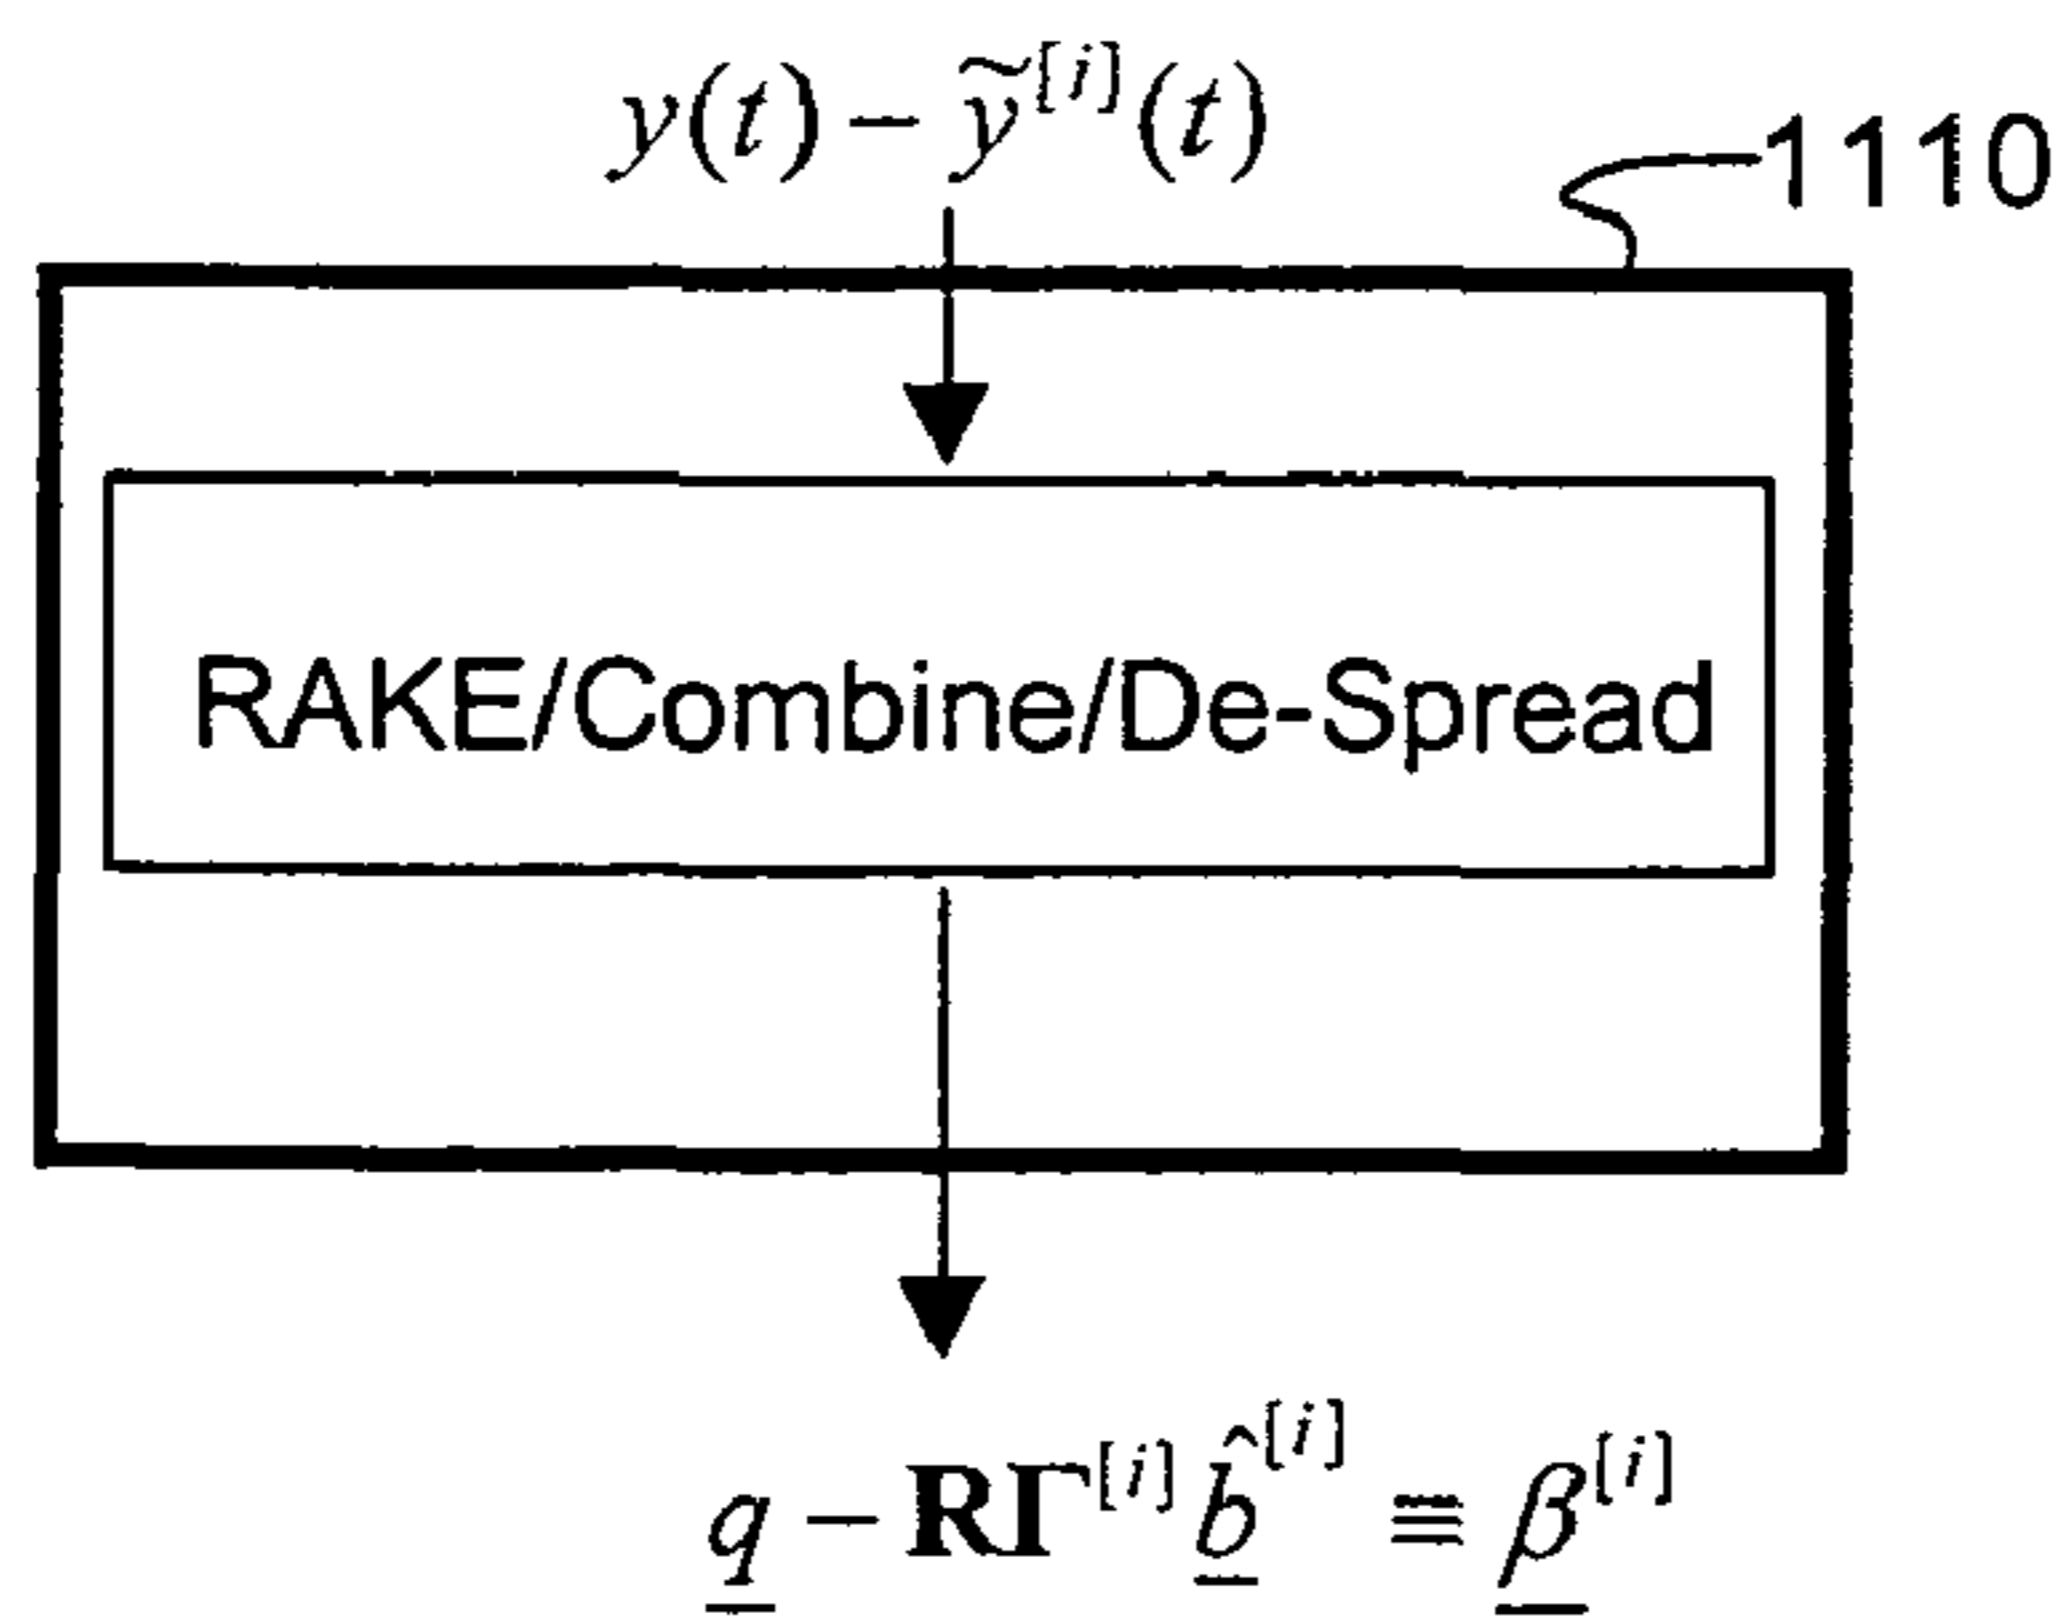 y(t) − ỹ^[i](t)
1110
RAKE/Combine/De-Spread
q̲ − RΓ^[i] b̲̂^[i] ≡ β̲^[i]